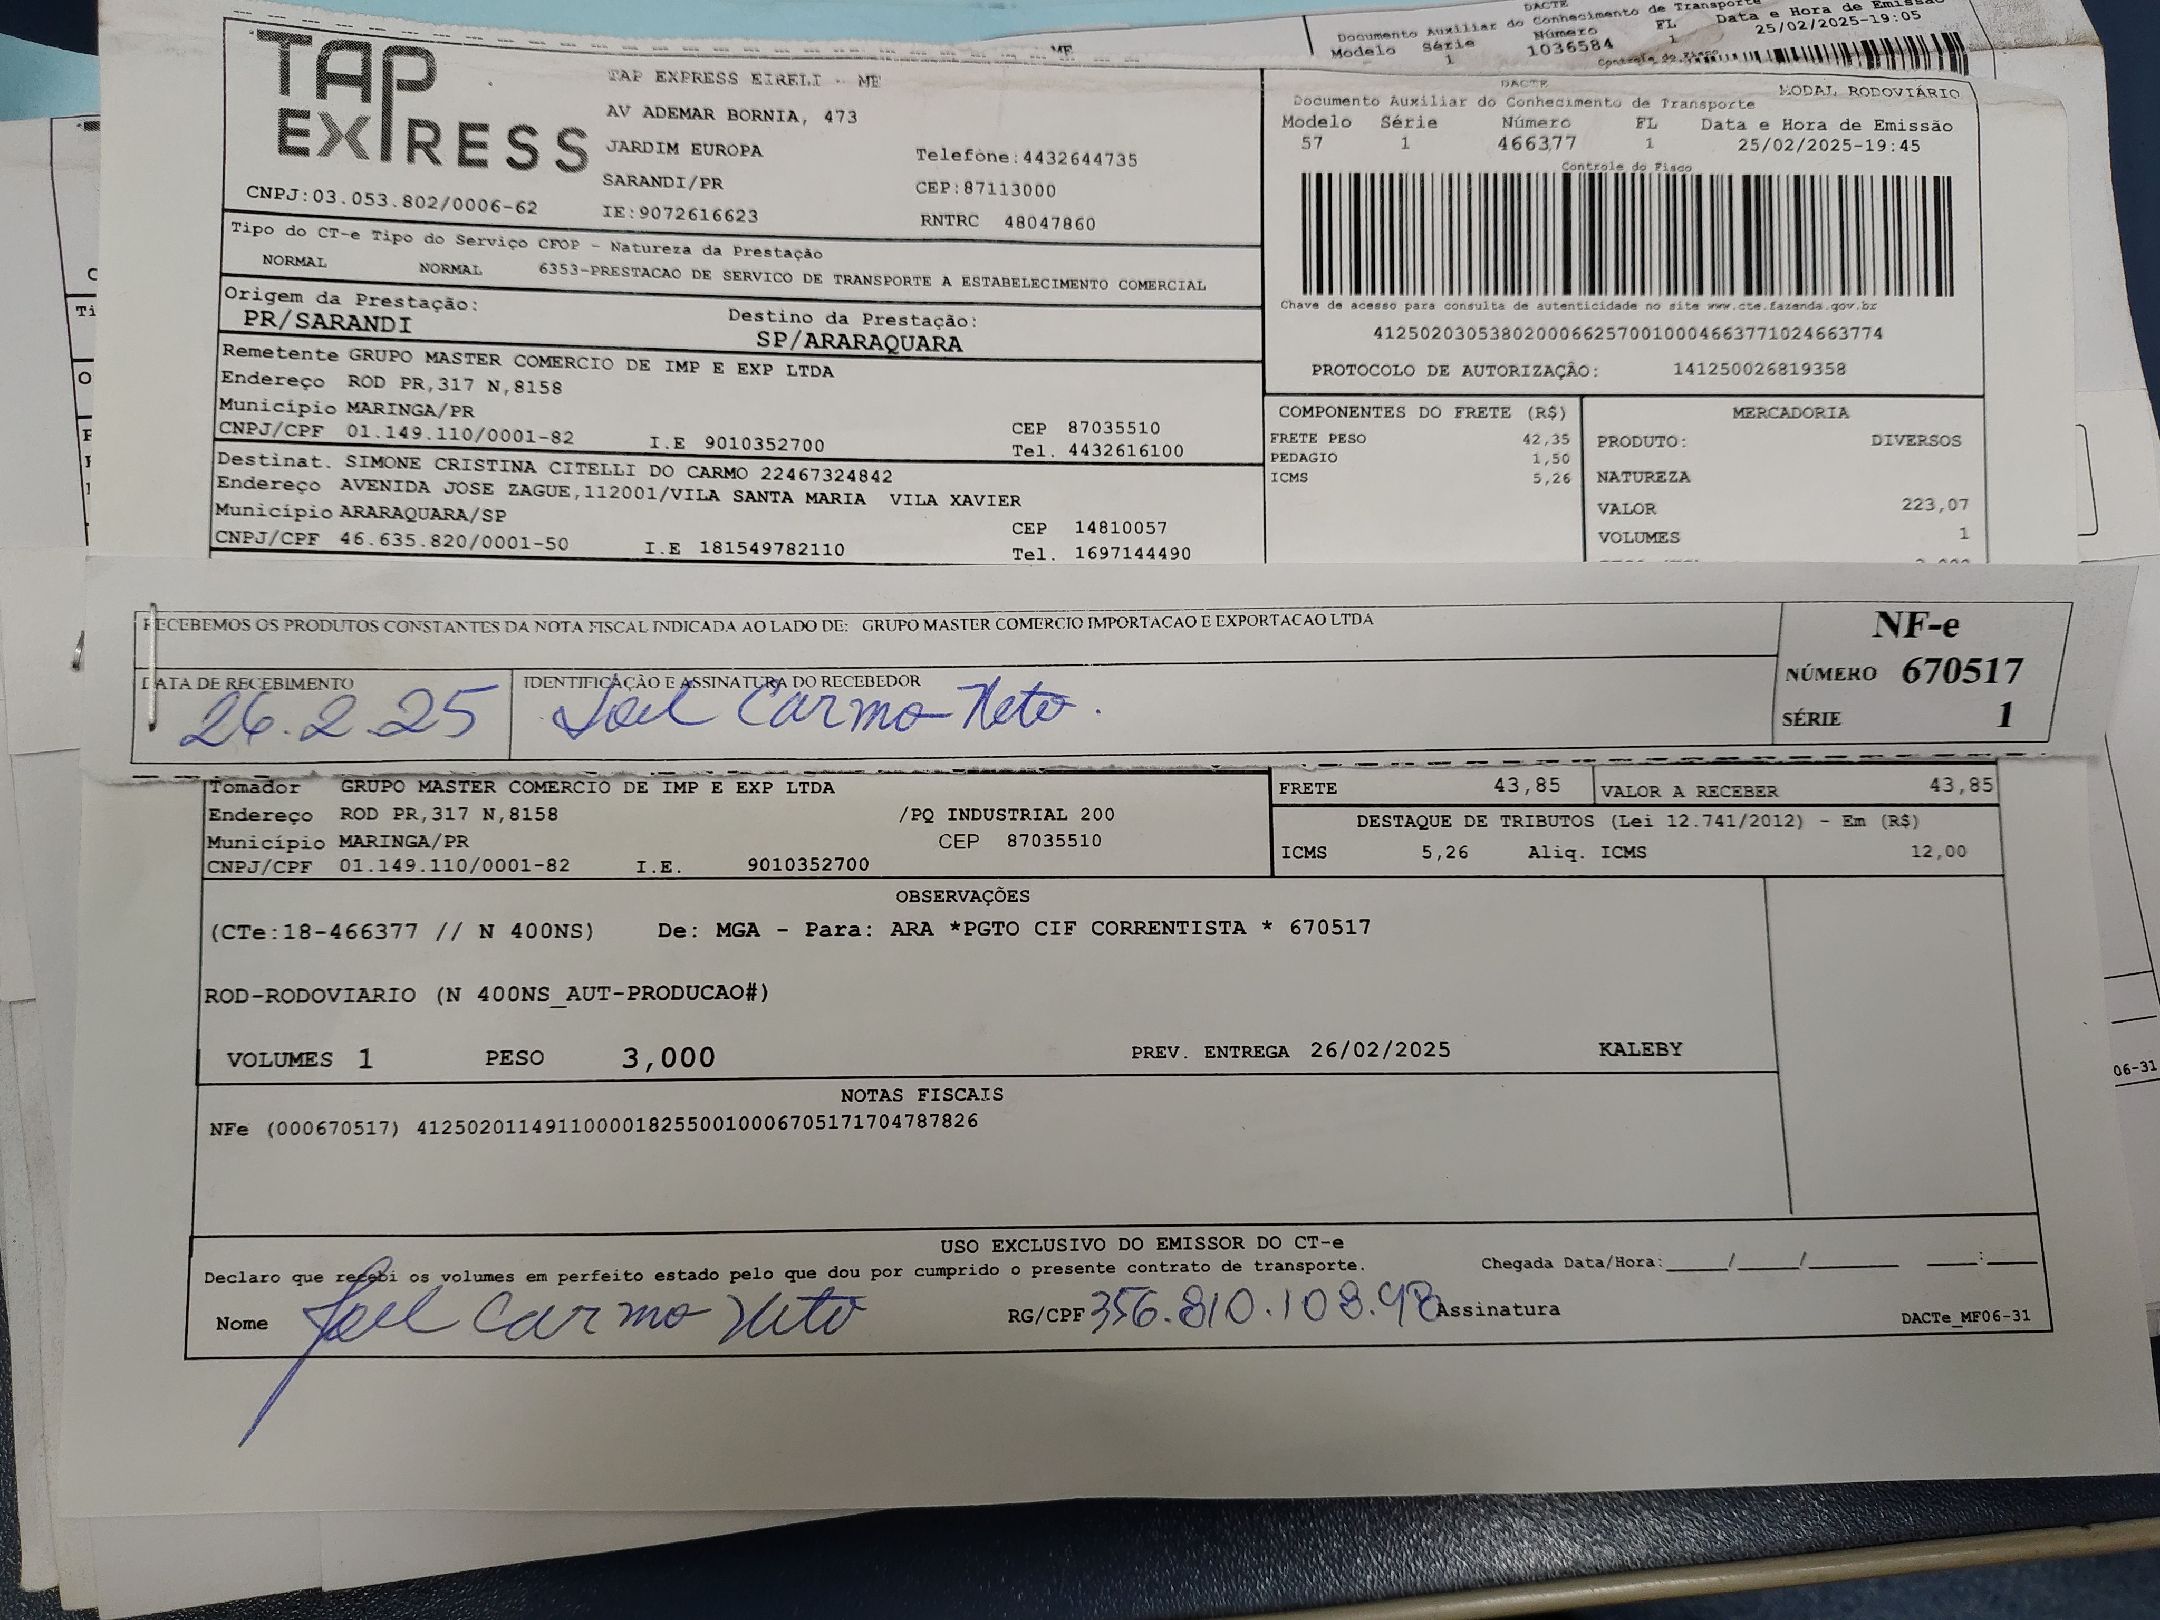 DACTE
Documento Auxiliar do Conhecimento de Transporte
Modelo Série Número FL Data e Hora de Emissão
1 1036584 1 25/02/2025-19:05
Controle do Fisco
ME
TAP EXPRESS
CNPJ:03.053.802/0006-62
TAP EXPRESS EIRELI - ME
AV ADEMAR BORNIA, 473
JARDIM EUROPA
SARANDI/PR
IE:9072616623
Telefone:4432644735
CEP:87113000
RNTRC 48047860
DACTE
MODAL RODOVIÁRIO
Documento Auxiliar do Conhecimento de Transporte
Modelo Série Número FL Data e Hora de Emissão
57 1 466377 1 25/02/2025-19:45
Controle do Fisco
Chave de acesso para consulta de autenticidade no site www.cte.fazenda.gov.br
41250203053802000662570010004663771024663774
PROTOCOLO DE AUTORIZAÇÃO: 141250026819358
Tipo do CT-e Tipo do Serviço CFOP - Natureza da Prestação
NORMAL NORMAL 6353-PRESTACAO DE SERVICO DE TRANSPORTE A ESTABELECIMENTO COMERCIAL
Origem da Prestação: Destino da Prestação:
PR/SARANDI SP/ARARAQUARA
Remetente GRUPO MASTER COMERCIO DE IMP E EXP LTDA
Endereço ROD PR,317 N,8158
Município MARINGA/PR CEP 87035510
CNPJ/CPF 01.149.110/0001-82 I.E 9010352700 Tel. 4432616100
Destinat. SIMONE CRISTINA CITELLI DO CARMO 22467324842
Endereço AVENIDA JOSE ZAGUE,112001/VILA SANTA MARIA VILA XAVIER
Município ARARAQUARA/SP CEP 14810057
CNPJ/CPF 46.635.820/0001-50 I.E 181549782110 Tel. 1697144490
COMPONENTES DO FRETE (R$)
FRETE PESO 42,35
PEDAGIO 1,50
ICMS 5,26
MERCADORIA
PRODUTO: DIVERSOS
NATUREZA
VALOR 223,07
VOLUMES 1
RECEBEMOS OS PRODUTOS CONSTANTES DA NOTA FISCAL INDICADA AO LADO DE: GRUPO MASTER COMERCIO IMPORTACAO E EXPORTACAO LTDA
DATA DE RECEBIMENTO IDENTIFICAÇÃO E ASSINATURA DO RECEBEDOR
26.2.25 Joel Carmo Neto.
NF-e
NÚMERO 670517
SÉRIE 1
Tomador GRUPO MASTER COMERCIO DE IMP E EXP LTDA
Endereço ROD PR,317 N,8158 /PQ INDUSTRIAL 200
Município MARINGA/PR CEP 87035510
CNPJ/CPF 01.149.110/0001-82 I.E. 9010352700
FRETE 43,85 VALOR A RECEBER 43,85
DESTAQUE DE TRIBUTOS (Lei 12.741/2012) - Em (R$)
ICMS 5,26 Aliq. ICMS 12,00
OBSERVAÇÕES
(CTe:18-466377 // N 400NS) De: MGA - Para: ARA *PGTO CIF CORRENTISTA * 670517
ROD-RODOVIARIO (N 400NS_AUT-PRODUCAO#)
VOLUMES 1 PESO 3,000 PREV. ENTREGA 26/02/2025 KALEBY
NOTAS FISCAIS
NFe (000670517) 41250201149110000182550010006705171704787826
USO EXCLUSIVO DO EMISSOR DO CT-e
Declaro que recebi os volumes em perfeito estado pelo que dou por cumprido o presente contrato de transporte. Chegada Data/Hora:____/____/____ ___:___
Nome Joel Carmo Neto RG/CPF 356.810.108.98 Assinatura
DACTe_MF06-31
06-31